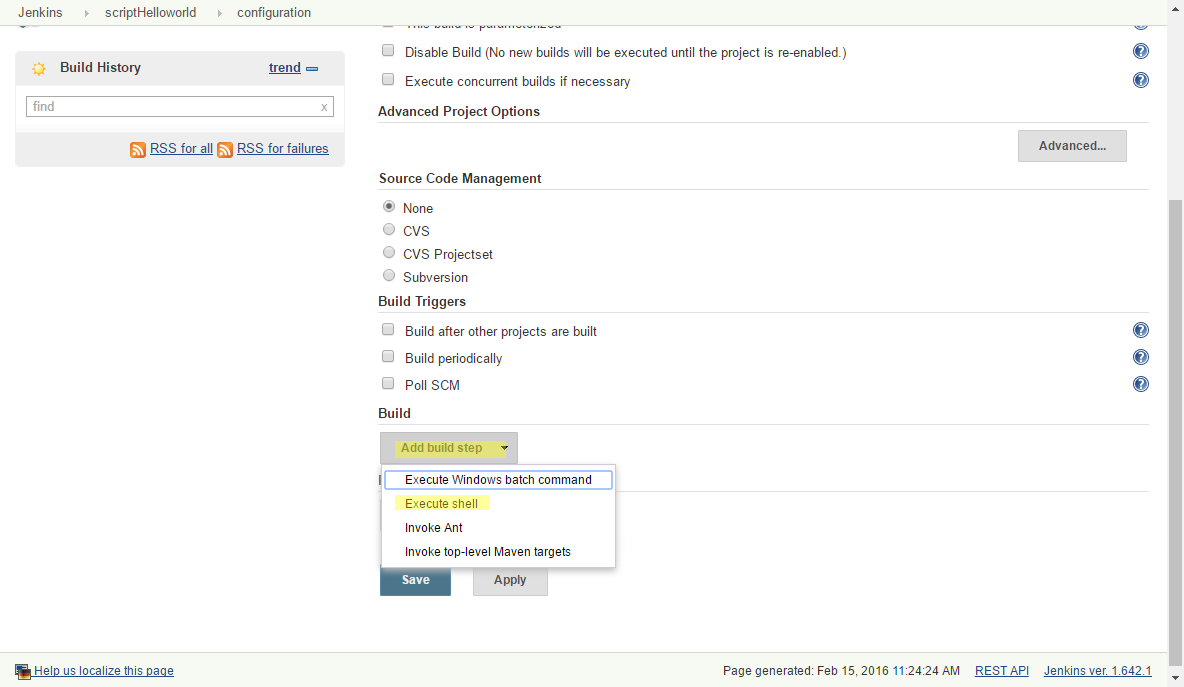 Jenkins scriptHelloworld configuration
This build is parameterized
Build History trend
find x
RSS for all RSS for failures
Disable Build (No new builds will be executed until the project is re-enabled.)
Execute concurrent builds if necessary
Advanced Project Options
Advanced...
Source Code Management
None
CVS
CVS Projectset
Subversion
Build Triggers
Build after other projects are built
Build periodically
Poll SCM
Build
Add build step
Execute Windows batch command
Execute shell
Invoke Ant
Invoke top-level Maven targets
Save Apply
Help us localize this page Page generated: Feb 15, 2016 11:24:24 AM REST API Jenkins ver. 1.642.1